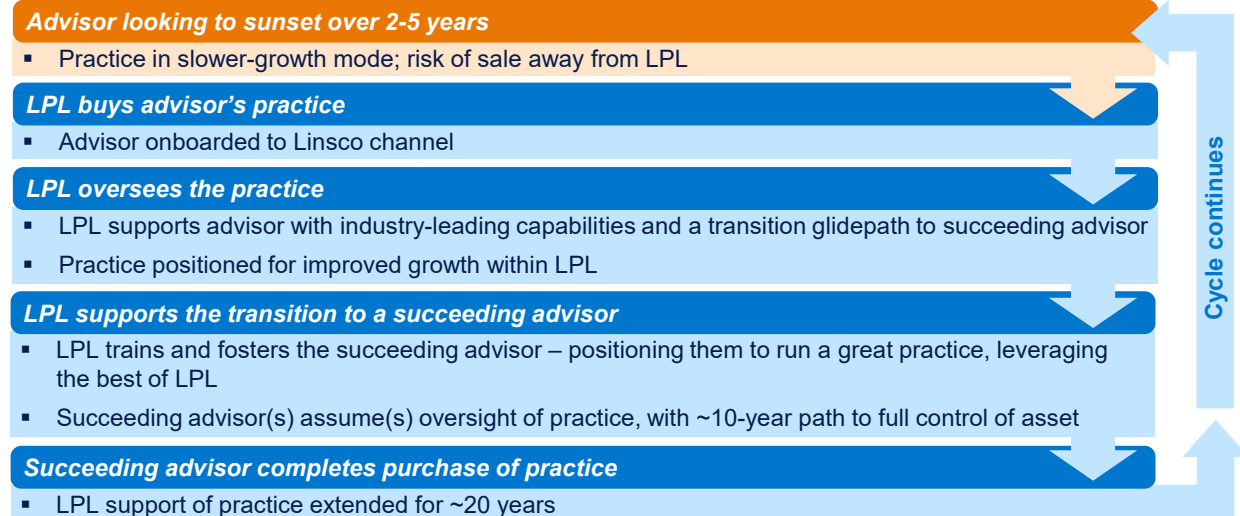 Advisor looking to sunset over 2-5 years
▪ Practice in slower-growth mode; risk of sale away from LPL
LPL buys advisor's practice
▪ Advisor onboarded to Linsco channel
LPL oversees the practice
▪ LPL supports advisor with industry-leading capabilities and a transition glidepath to succeeding advisor
▪ Practice positioned for improved growth within LPL
LPL supports the transition to a succeeding advisor
▪ LPL trains and fosters the succeeding advisor – positioning them to run a great practice, leveraging
the best of LPL
▪ Succeeding advisor(s) assume(s) oversight of practice, with ~10-year path to full control of asset
Succeeding advisor completes purchase of practice
▪ LPL support of practice extended for ~20 years
Cycle continues